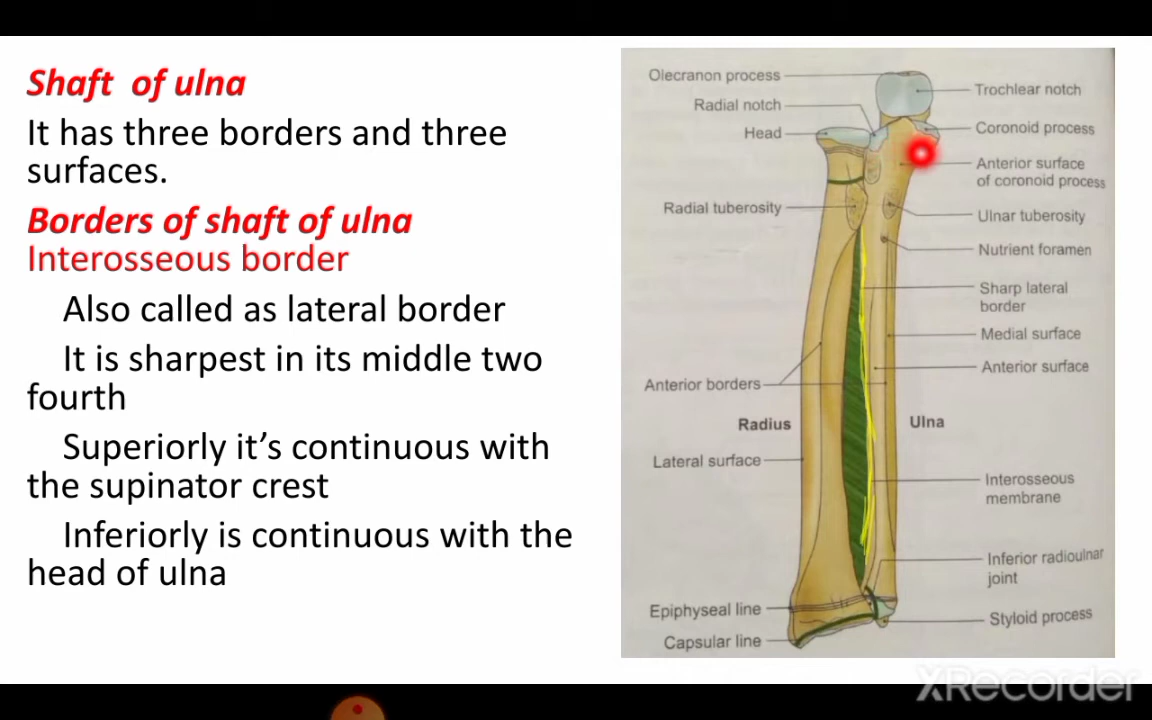 Shaft of ulna
It has three borders and three
surfaces.
Borders of shaft of ulna
Interosseous border
Also called as lateral border
It is sharpest in its middle two
fourth
Superiorly it’s continuous with
the supinator crest
Inferiorly is continuous with the
head of ulna
Olecranon process
Radial notch
Head
Radial tuberosity
Anterior borders
Radius
Lateral surface
Epiphyseal line
Capsular line
Trochlear notch
Coronoid process
Anterior surface
of coronoid process
Ulnar tuberosity
Nutrient foramen
Sharp lateral
border
Medial surface
Anterior surface
Ulna
Interosseous
membrane
Inferior radioulnar
joint
Styloid process
XRecorder